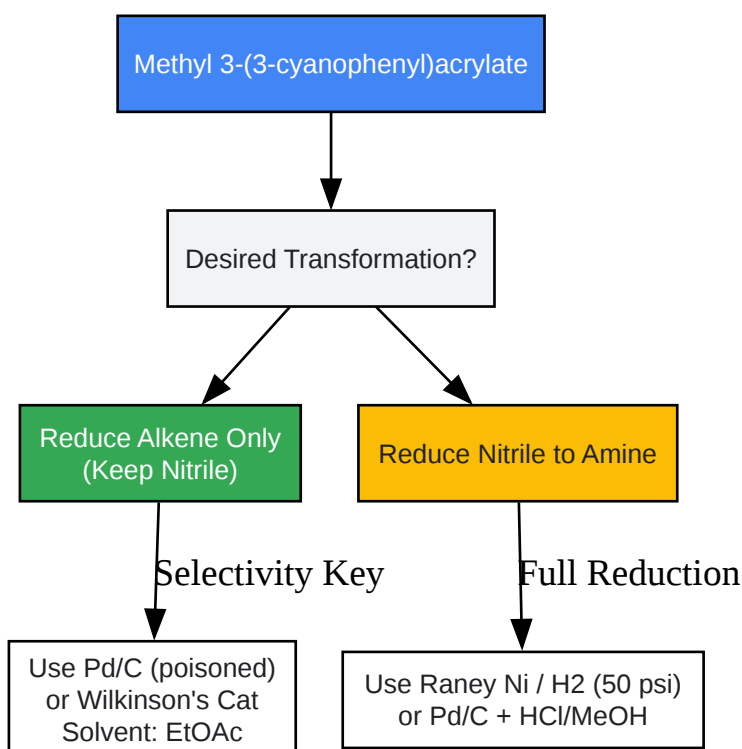 Methyl 3-(3-cyanophenyl)acrylate
Desired Transformation?
Reduce Alkene Only
(Keep Nitrile)
Reduce Nitrile to Amine
Selectivity Key
Full Reduction
Use Pd/C (poisoned)
or Wilkinson's Cat
Solvent: EtOAc
Use Raney Ni / H2 (50 psi)
or Pd/C + HCl/MeOH